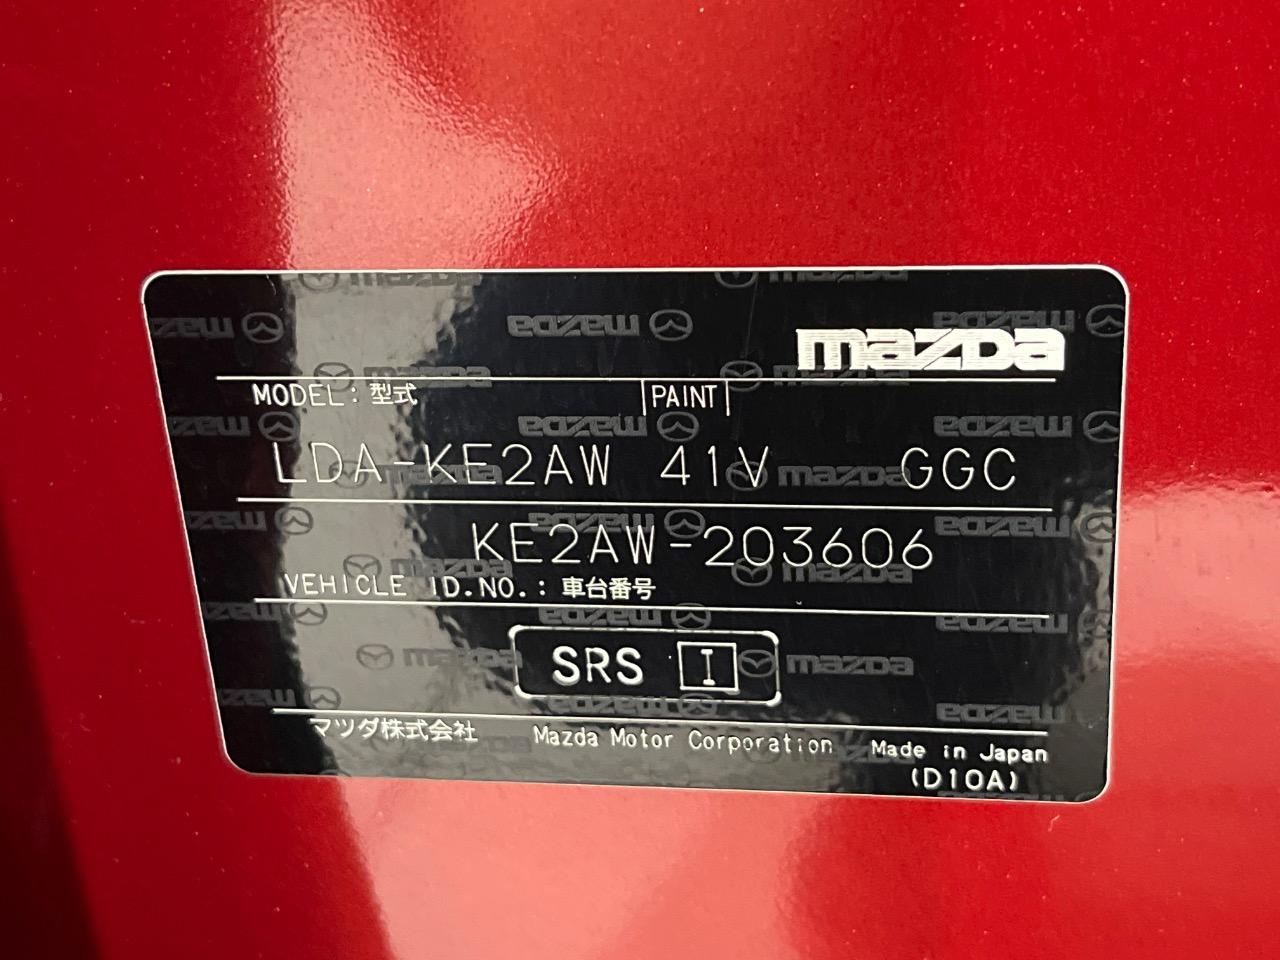 mazda
MODEL: 型式 PAINT
LDA-KE2AW 41V GGC
KE2AW-203606
VEHICLE ID.NO.: 車台番号
SRS I
マツダ株式会社 Mazda Motor Corporation Made in Japan
(D10A)